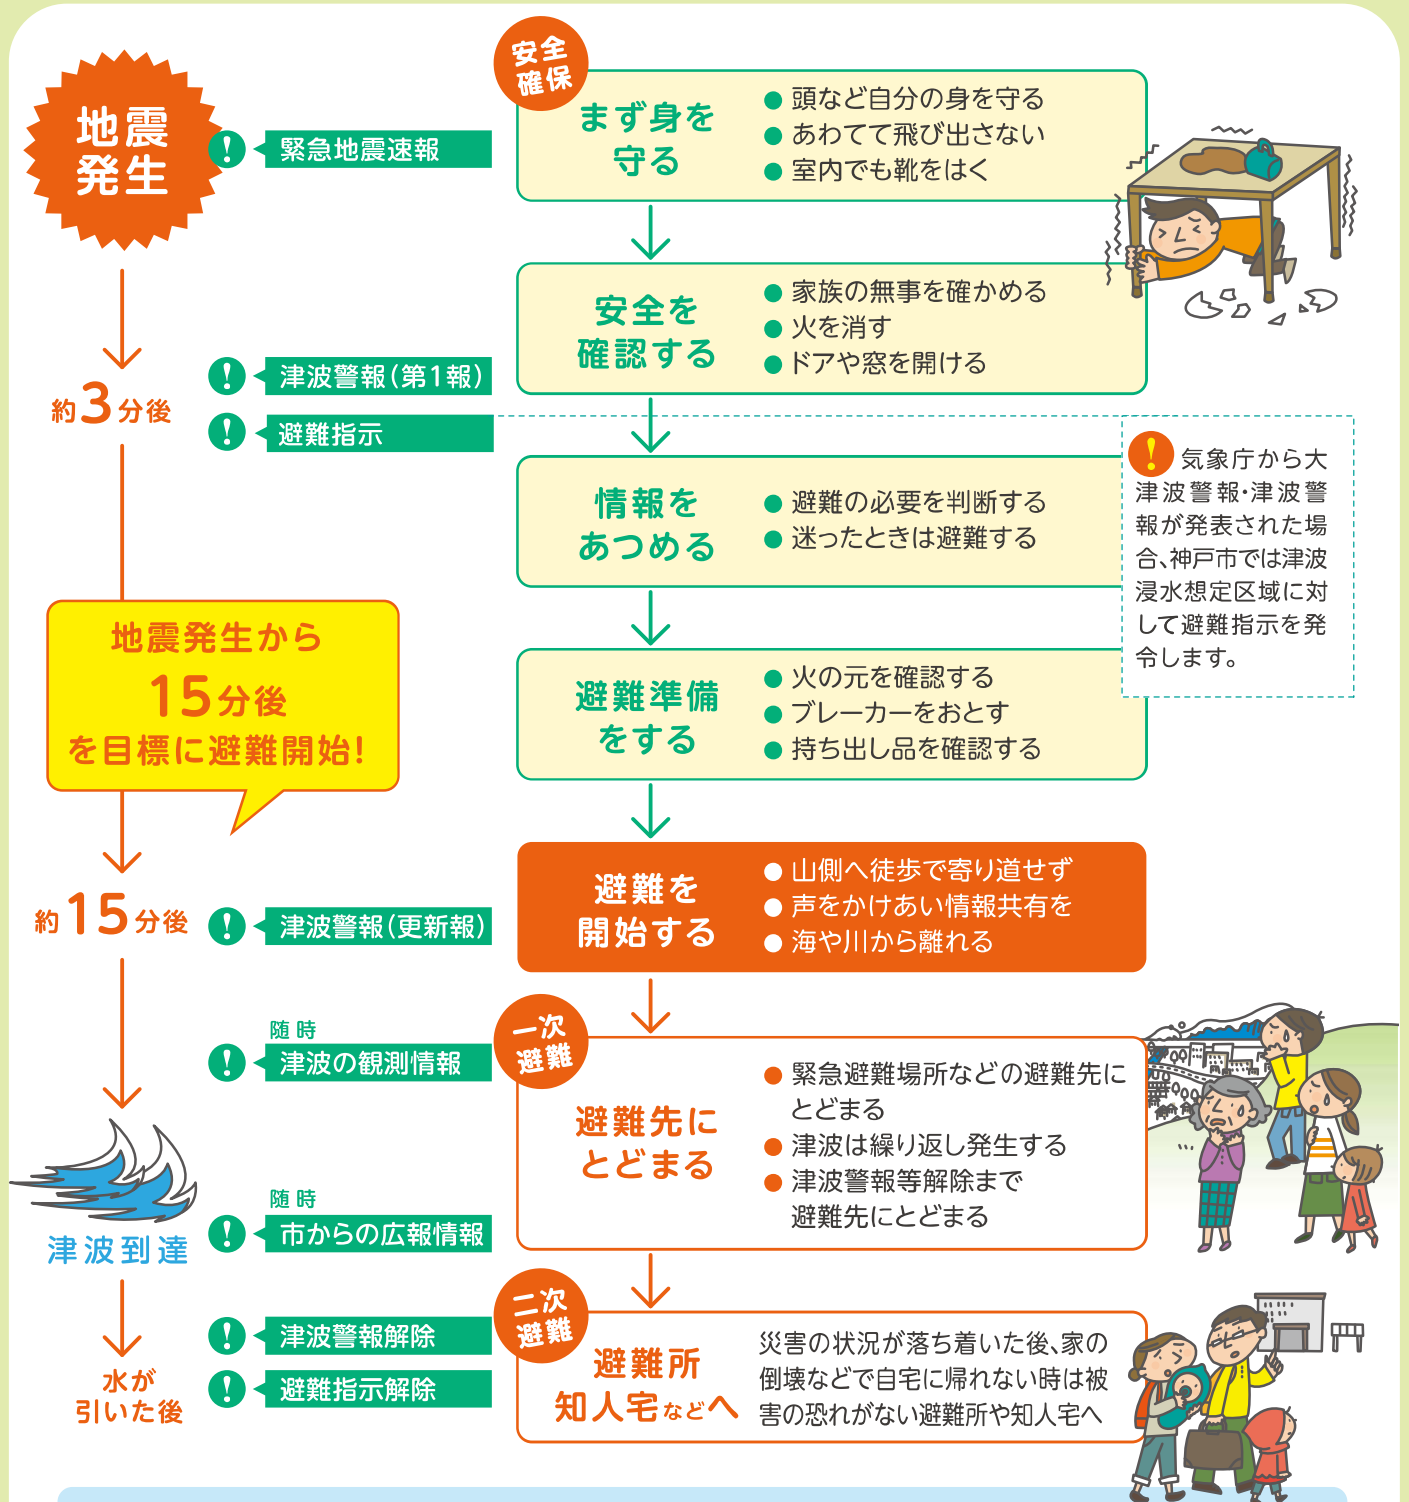 地震
発生
緊急地震速報
安全
確保
まず身を
守る
頭など自分の身を守る
あわてて飛び出さない
室内でも靴をはく
安全を
確認する
家族の無事を確かめる
火を消す
ドアや窓を開ける
約3分後
津波警報(第1報)
避難指示
情報を
あつめる
避難の必要を判断する
迷ったときは避難する
気象庁から大
津波警報・津波警
報が発表された場
合、神戸市では津波
浸水想定区域に対
して避難指示を発
令します。
地震発生から
15分後
を目標に避難開始!
避難準備
をする
火の元を確認する
ブレーカーをおとす
持ち出し品を確認する
約15分後
津波警報(更新報)
避難を
開始する
山側へ徒歩で寄り道せず
声をかけあい情報共有を
海や川から離れる
随時
津波の観測情報
一次
避難
避難先に
とどまる
緊急避難場所などの避難先に
とどまる
津波は繰り返し発生する
津波警報等解除まで
避難先にとどまる
津波到達
随時
市からの広報情報
水が
引いた後
津波警報解除
避難指示解除
二次
避難
避難所
知人宅などへ
災害の状況が落ち着いた後、家の
倒壊などで自宅に帰れない時は被
害の恐れがない避難所や知人宅へ